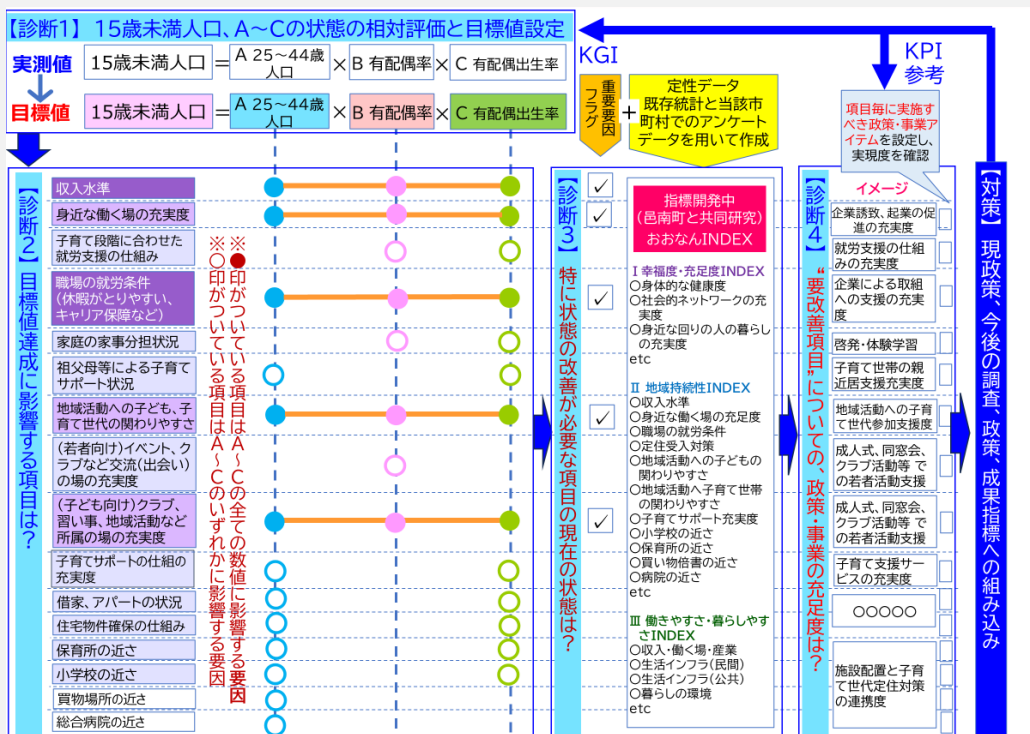 【診断1】 15歳未満人口、A～Cの状態の相対評価と目標値設定
実測値
15歳未満人口
=
A 25～44歳
人口
×
B 有配偶率
×
C 有配偶出生率
目標値
15歳未満人口
=
A 25～44歳
人口
×
B 有配偶率
×
C 有配偶出生率
KGI
重要要因
フラグ
+
定性データ
既存統計と当該市
町村でのアンケート
データを用いて作成
KPI
参考
項目毎に実施す
べき政策・事業ア
イテムを設定し、
実現度を確認
【診断2】目標値達成に影響する項目は？
収入水準
身近な働く場の充実度
子育て段階に合わせた
就労支援の仕組み
職場の就労条件
（休暇がとりやすい、
キャリア保障など）
家庭の家事分担状況
祖父母等による子育て
サポート状況
地域活動への子ども、子
育て世代の関わりやすさ
（若者向け）イベント、ク
ラブなど交流（出会い）
の場の充実度
（子ども向け）クラブ、
習い事、地域活動など
所属の場の充実度
子育てサポートの仕組の
充実度
借家、アパートの状況
住宅物件確保の仕組み
保育所の近さ
小学校の近さ
買物場所の近さ
総合病院の近さ
※●印がついている項目はA～Cの全ての数値に影響する要因
※○印がついている項目はA～Cのいずれかに影響する要因
【診断3】特に状態の改善が必要な項目の現在の状態は？
✓
✓
✓
✓
✓
指標開発中
（邑南町と共同研究）
おおなんINDEX
Ⅰ幸福度・充足度INDEX
○身体的な健康度
○社会的ネットワークの充
実度
○身近な回りの人の暮らし
の充実度
etc
Ⅱ 地域持続性INDEX
○収入水準
○身近な働く場の充足度
○職場の就労条件
○定住受入対策
○地域活動への子どもの
関わりやすさ
○地域活動へ子育て世帯
の関わりやすさ
○子育てサポート充実度
○小学校の近さ
○保育所の近さ
○買い物倍書の近さ
○病院の近さ
etc
Ⅲ 働きやすさ・暮らしやす
さINDEX
○収入・働く場・産業
○生活インフラ（民間）
○生活インフラ（公共）
○暮らしの環境
etc
【診断4】“要改善項目”についての、政策・事業の充足度は？
イメージ
企業誘致、起業の促
進の充実度
就労支援の仕組
みの充実度
企業による取組
への支援の充実
度
啓発・体験学習
子育て世帯の親
近居支援充実度
地域活動への子育
て世代参加支援度
成人式、同窓会、
クラブ活動等 で
の若者活動支援
成人式、同窓会、
クラブ活動等 で
の若者活動支援
子育て支援サー
ビスの充実度
○○○○○
施設配置と子育
て世代定住対策
の連携度
【対策】 現政策、今後の調査、政策、成果指標への組み込み